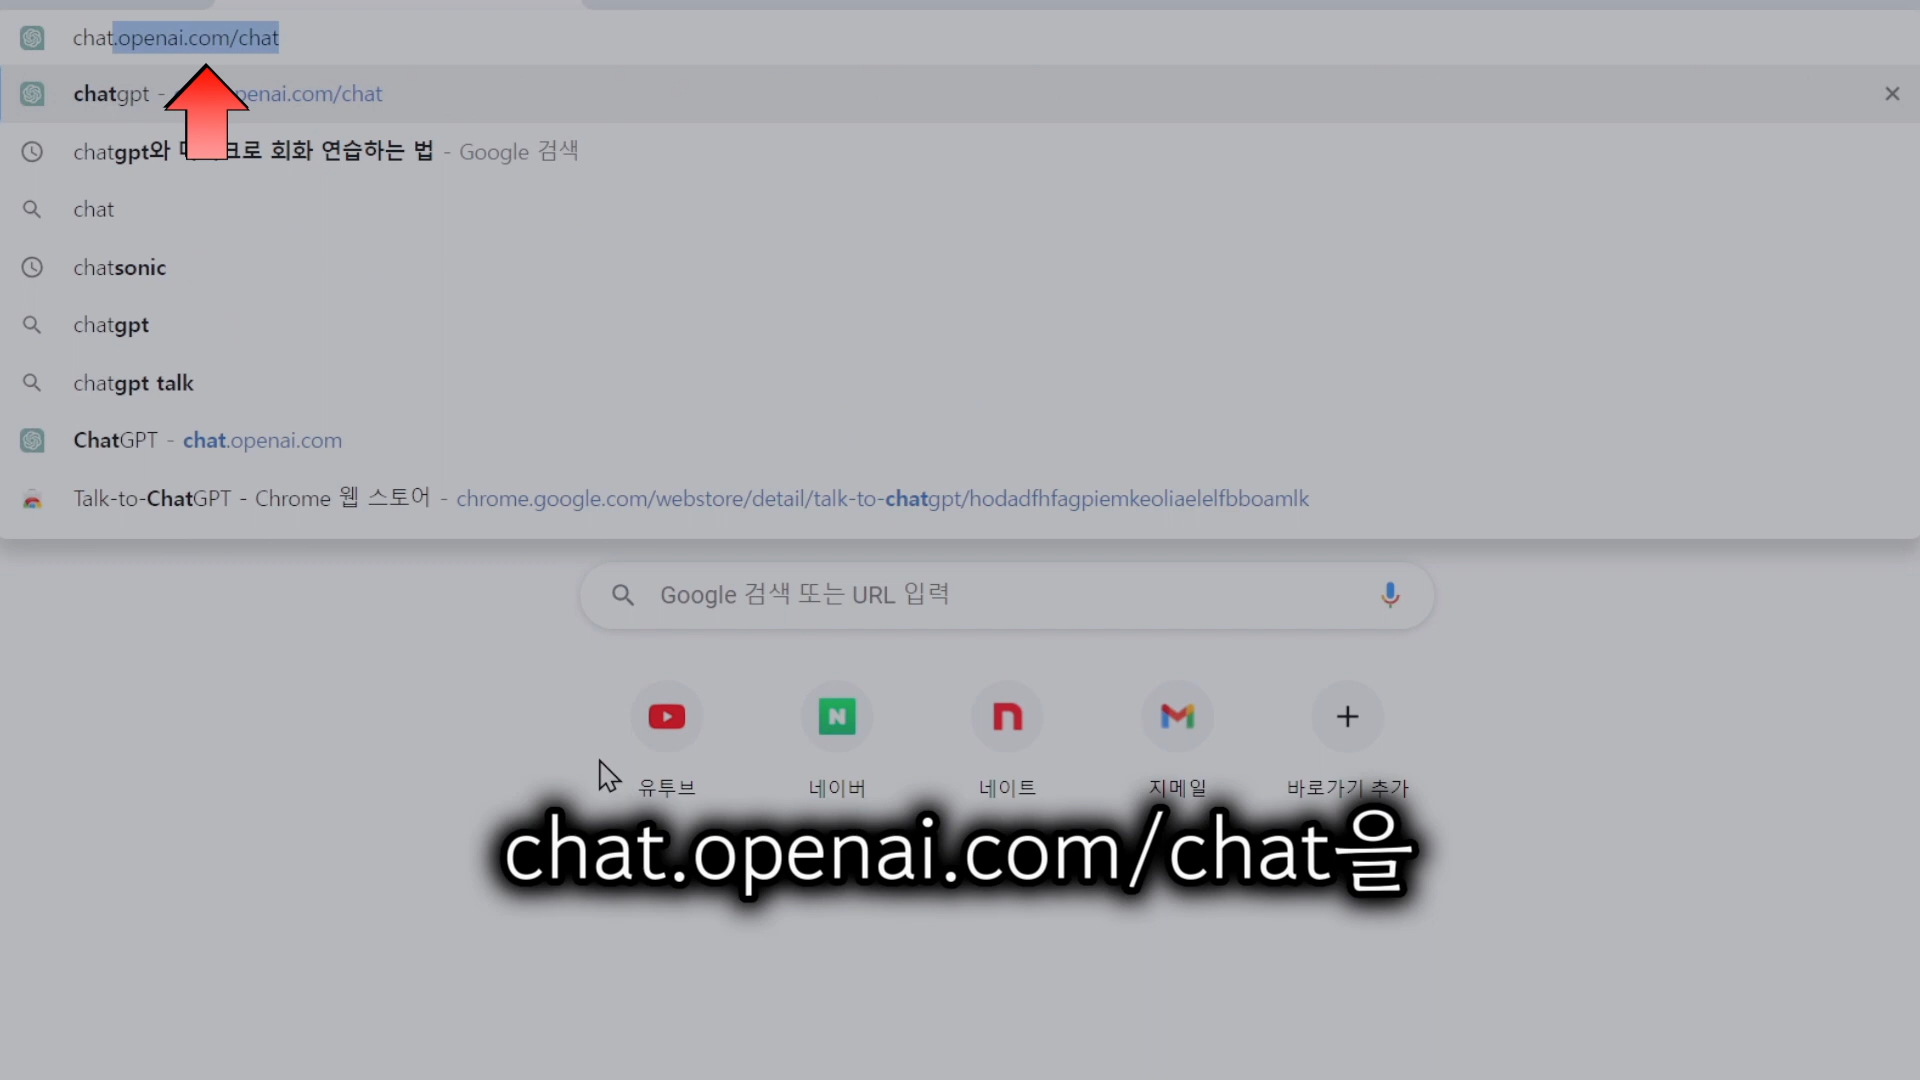 chat.openai.com/chat
chatgpt - openai.com/chat
chatgpt와 로 회화 연습하는 법 - Google 검색
chat
chatsonic
chatgpt
chatgpt talk
ChatGPT - chat.openai.com
Talk-to-ChatGPT - Chrome 웹 스토어 - chrome.google.com/webstore/detail/talk-to-chatgpt/hodadfhfagpiemkeoliaelelfbboamlk
Google 검색 또는 URL 입력
유투브 네이버 네이트 지메일 바로가기 추가
chat.openai.com/chat을